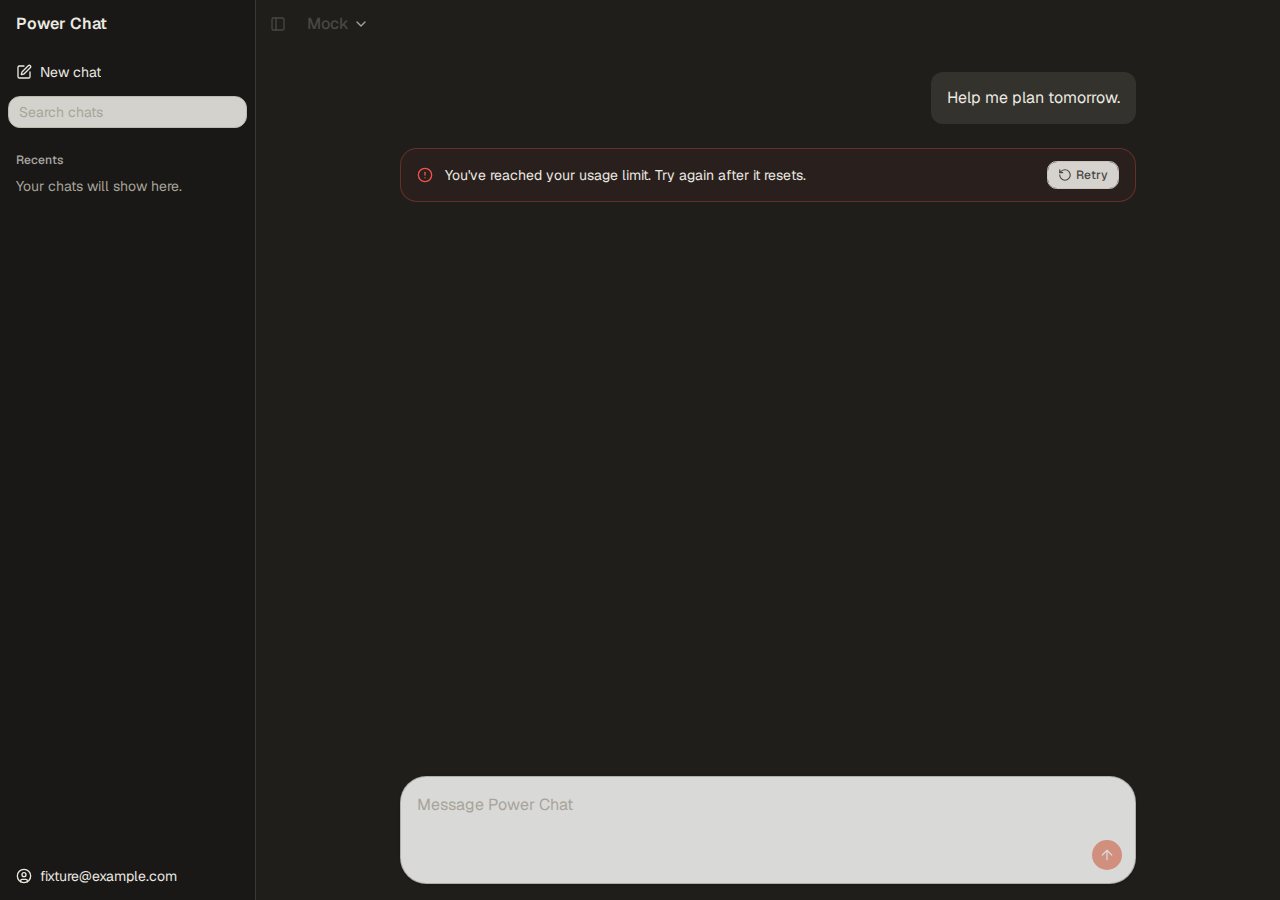 Power Chat
Mock
New chat
Search chats
Recents
Your chats will show here.
Help me plan tomorrow.
You've reached your usage limit. Try again after it resets.
Retry
Message Power Chat
fixture@example.com